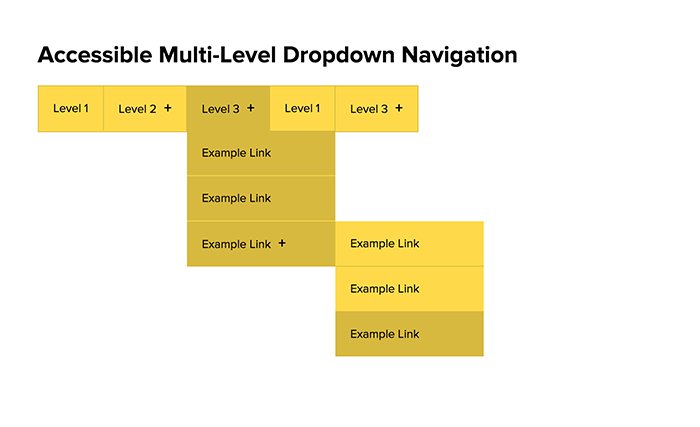 Accessible Multi-Level Dropdown Navigation
Level 1 Level 2 + Level 3 + Level 1 Level 3 +
Example Link
Example Link
Example Link + Example Link
Example Link
Example Link